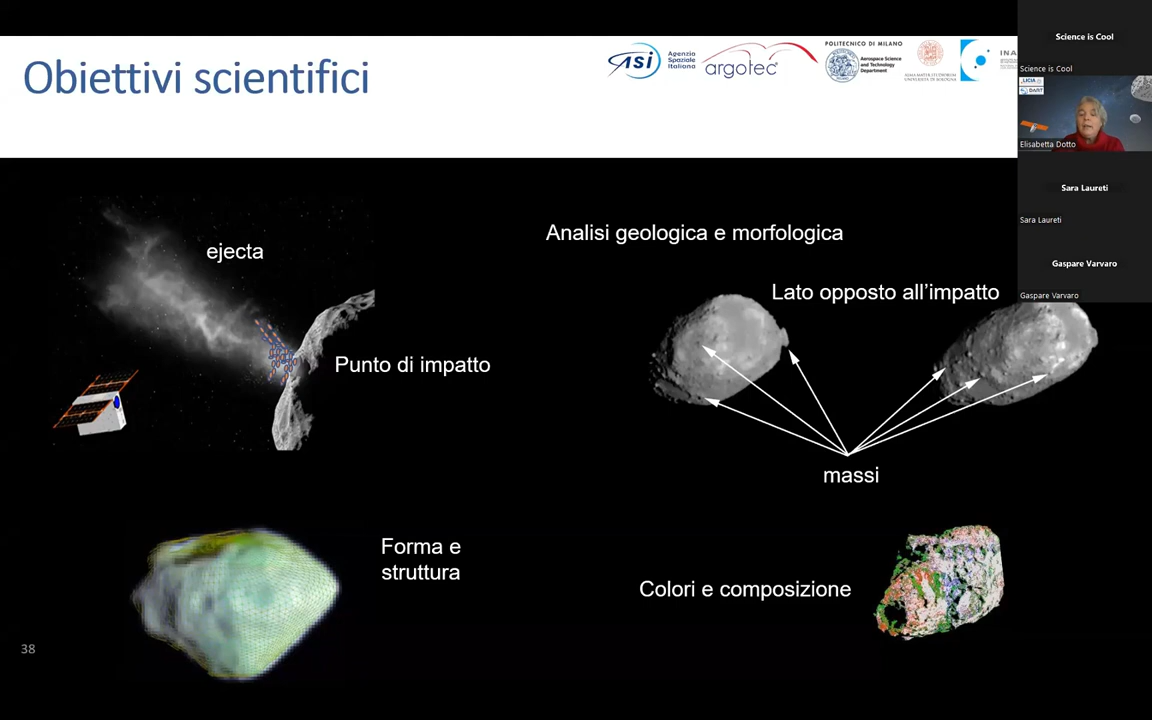 Obiettivi scientifici
asi
Agenzia
Spaziale
Italiana
argotec
POLITECNICO DI MILANO
Aerospace Science
and Technology
Department
ALMA MATER STUDIORUM
UNIVERSITÀ DI BOLOGNA
INA
Science is Cool
Science is Cool
LICIA
DART
Elisabetta Dotto
Sara Laureti
Sara Laureti
Gaspare Varvaro
Gaspare Varvaro
ejecta
Punto di impatto
Analisi geologica e morfologica
Lato opposto all’impatto
massi
Forma e
struttura
Colori e composizione
38